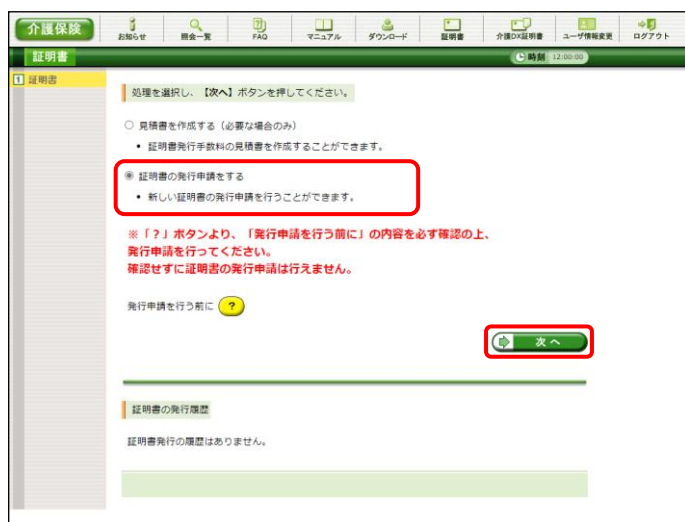 介護保険
お知らせ
照会一覧
FAQ
マニュアル
ダウンロード
証明書
介護DX証明書
ユーザ情報変更
ログアウト
証明書
時刻 12:00:00
1 証明書
処理を選択し、【次へ】ボタンを押してください。
見積書を作成する（必要な場合のみ）
・ 証明書発行手数料の見積書を作成することができます。
証明書の発行申請をする
・ 新しい証明書の発行申請を行うことができます。
※「？」ボタンより、「発行申請を行う前に」の内容を必ず確認の上、
発行申請を行ってください。
確認せずに証明書の発行申請は行えません。
発行申請を行う前に ?
次へ
証明書の発行履歴
証明書発行の履歴はありません。